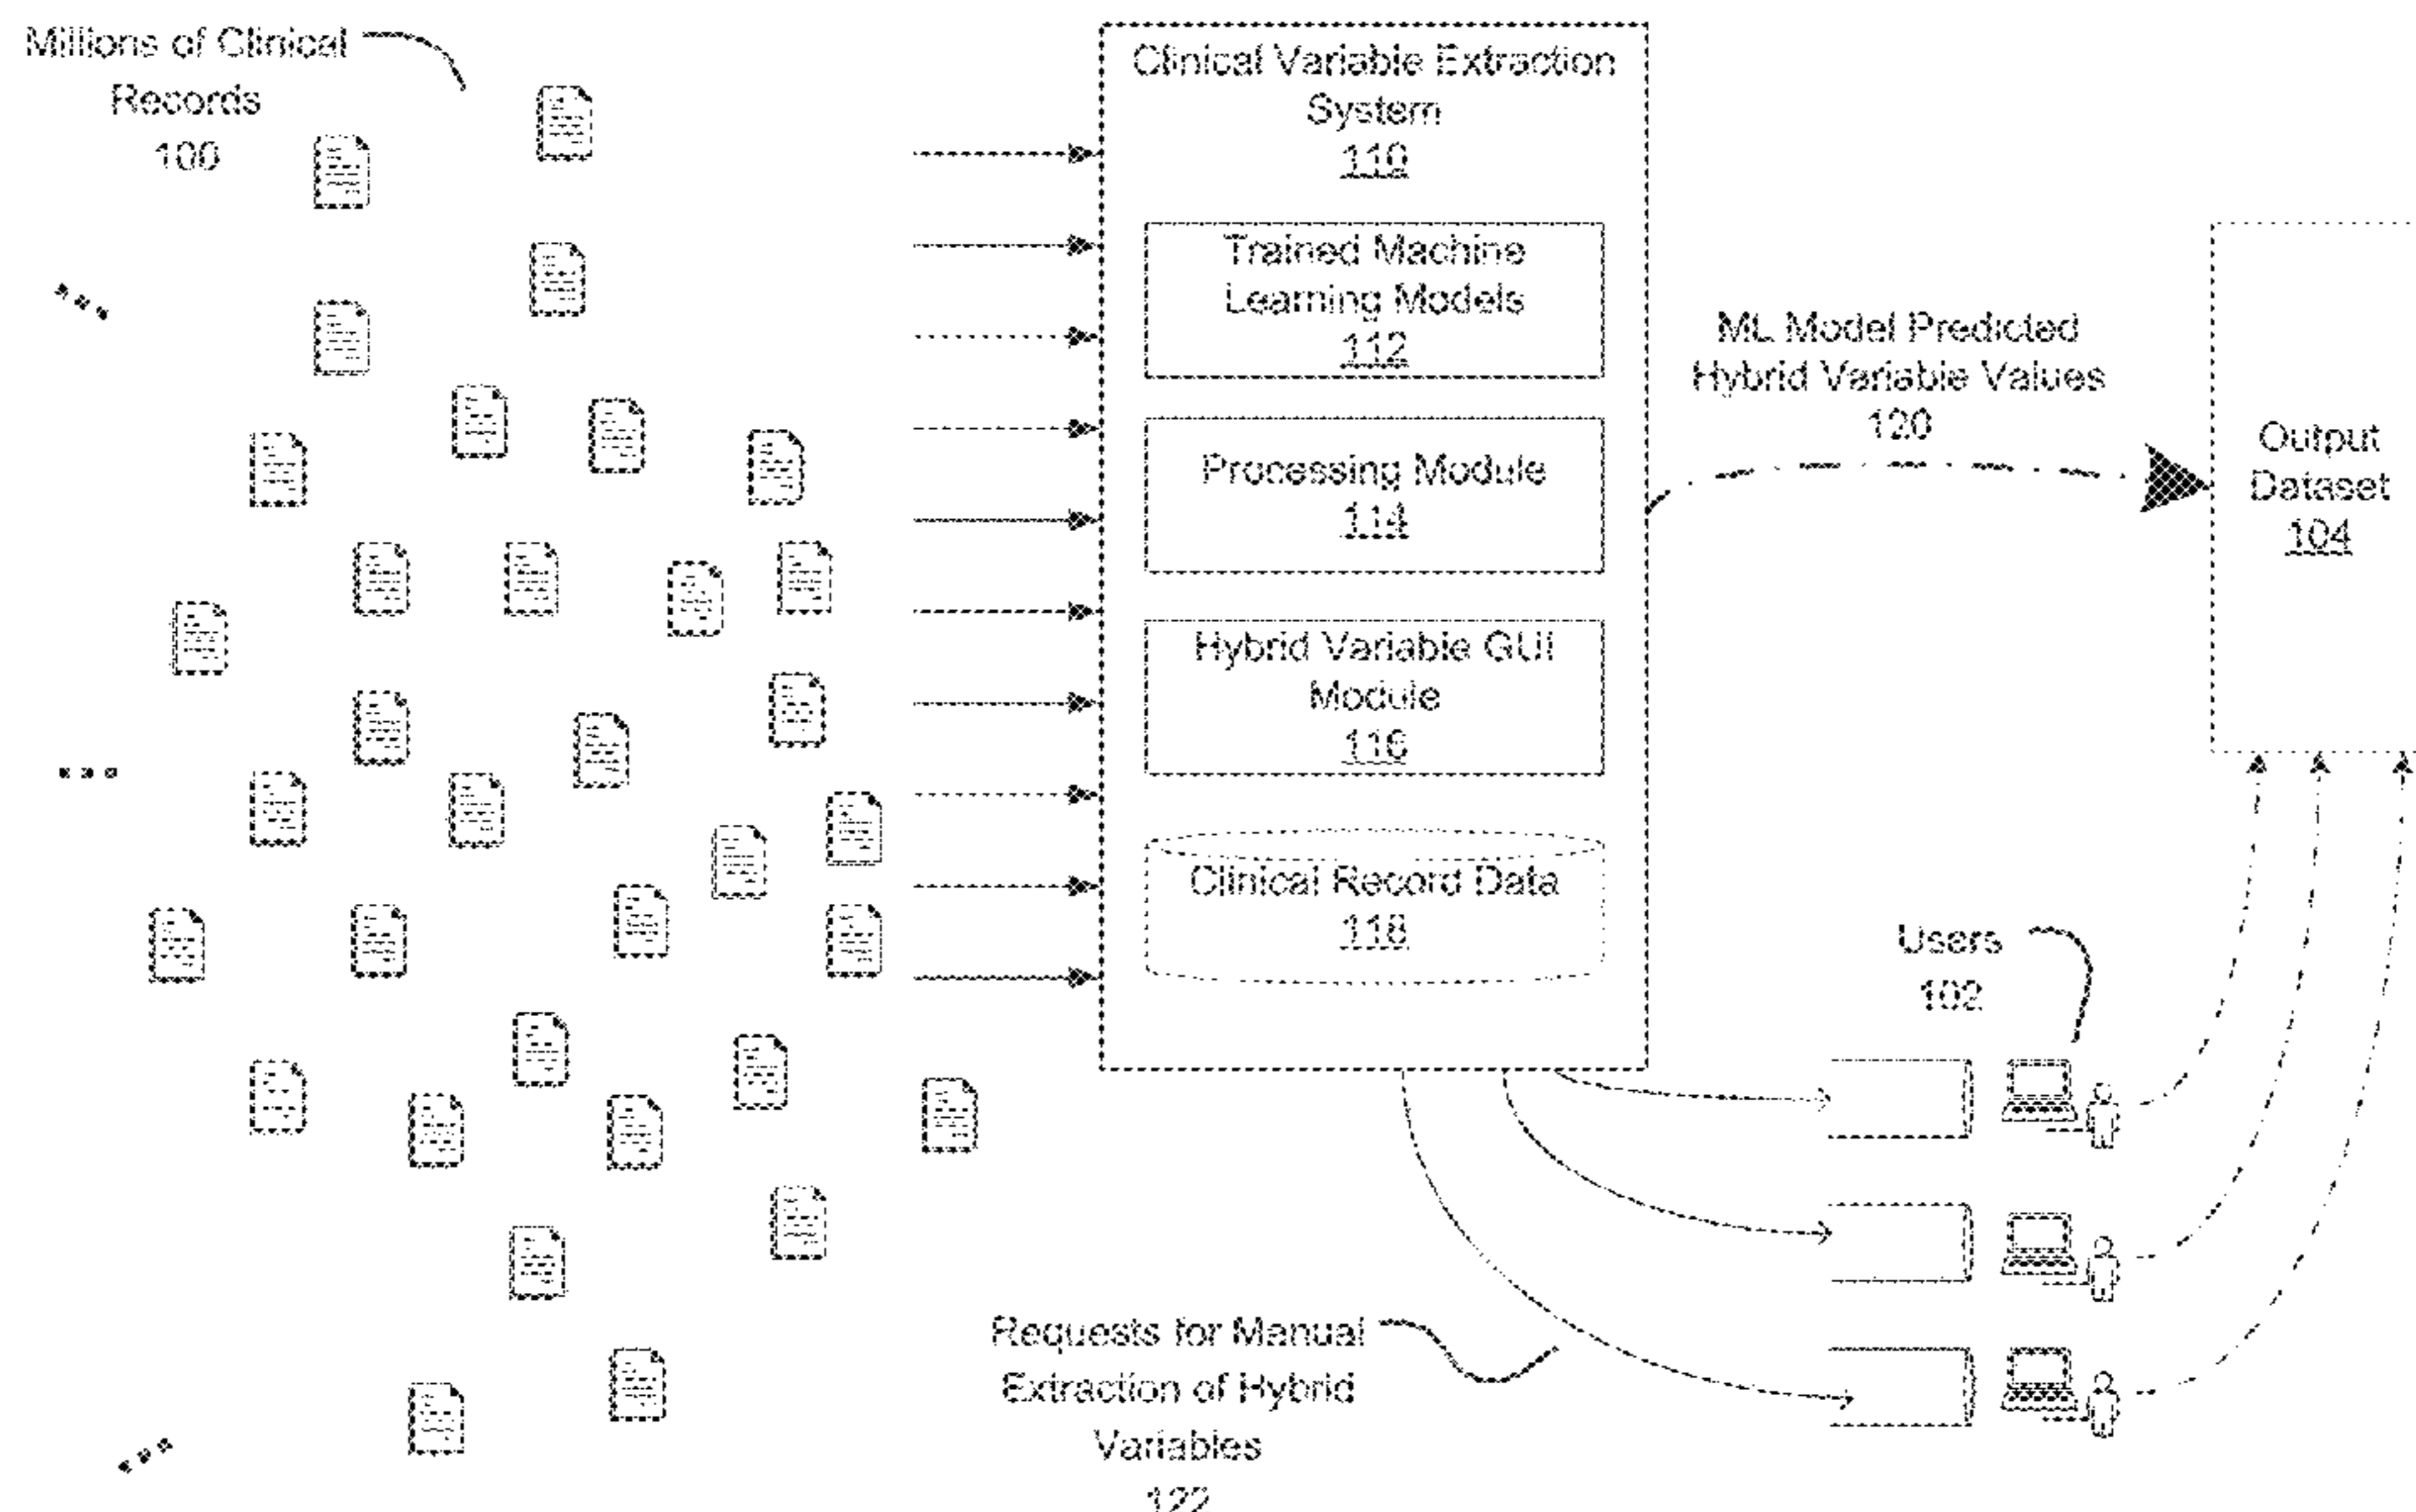 Millions of Clinical
Records
100
Clinical Variable Extraction
System
110
Trained Machine
Learning Models
112
Processing Module
114
Hybrid Variable GUI
Module
116
Clinical Record Data
118
ML Model Predicted
Hybrid Variable Values
120
Output
Dataset
104
Users
102
Requests for Manual
Extraction of Hybrid
Variables
122